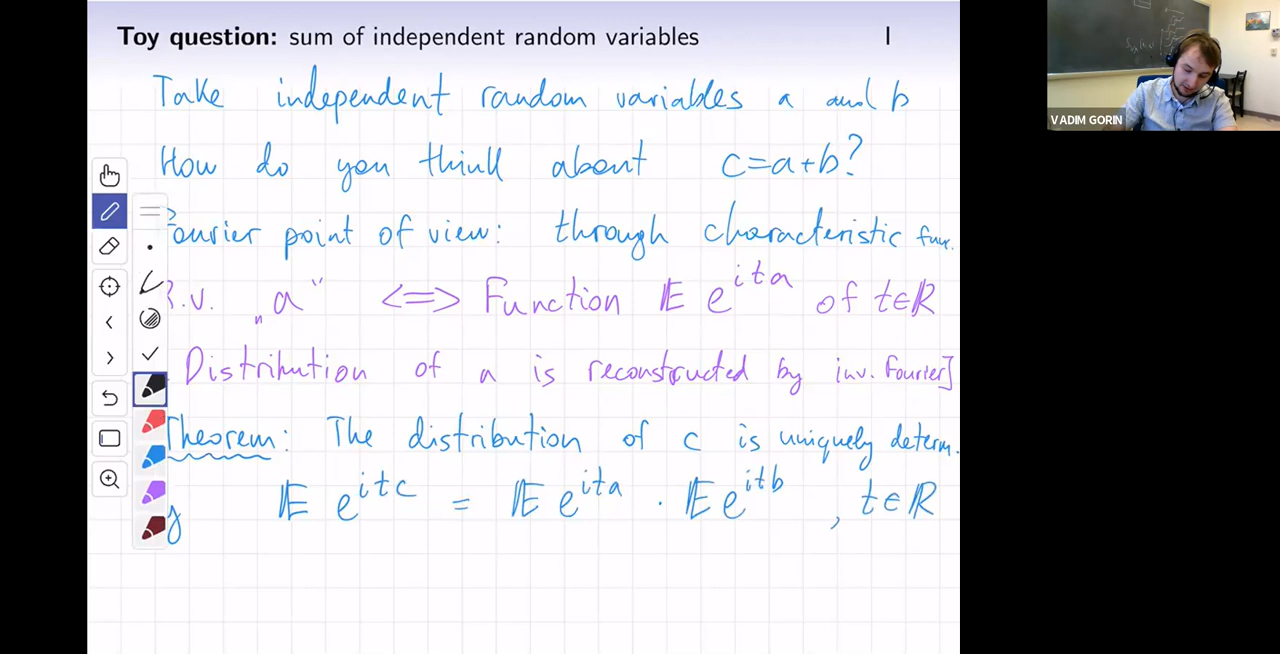 Toy question: sum of independent random variables I
Take independent random variables a and b
How do you think about c=a+b?
Fourier point of view: through characteristic func.
R.v. „a" <=> Function 𝔼 e^{ita} of t∈ℝ
Distribution of a is reconstructed by inv. Fourier]
Theorem: The distribution of c is uniquely determ.
y 𝔼 e^{itc} = 𝔼 e^{ita} · 𝔼 e^{itb}, t∈ℝ
VADIM GORIN